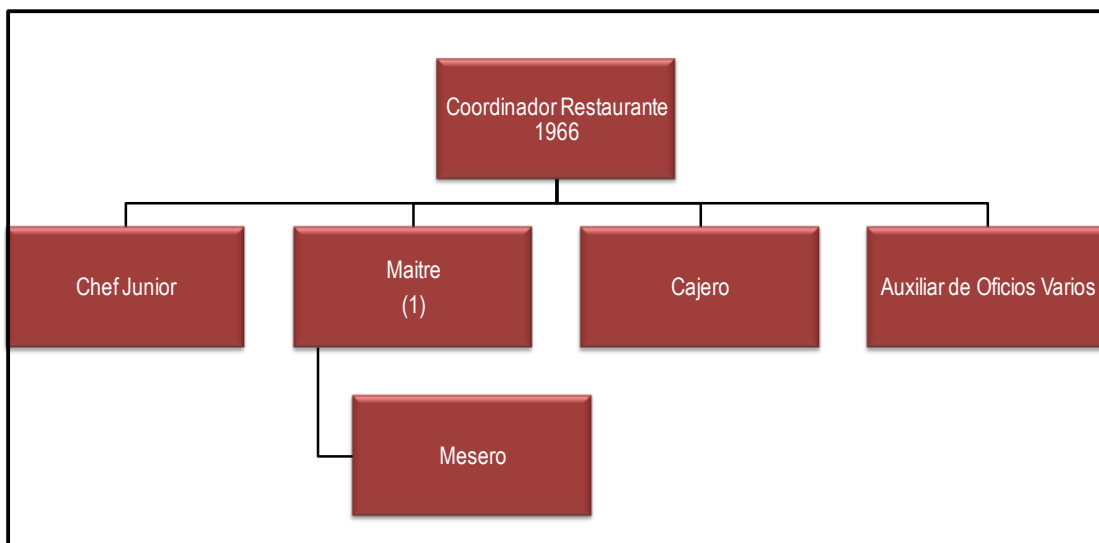 Coordinador Restaurante
1966
Chef Junior
Maitre
(1)
Cajero
Auxiliar de Oficios Varios
Mesero